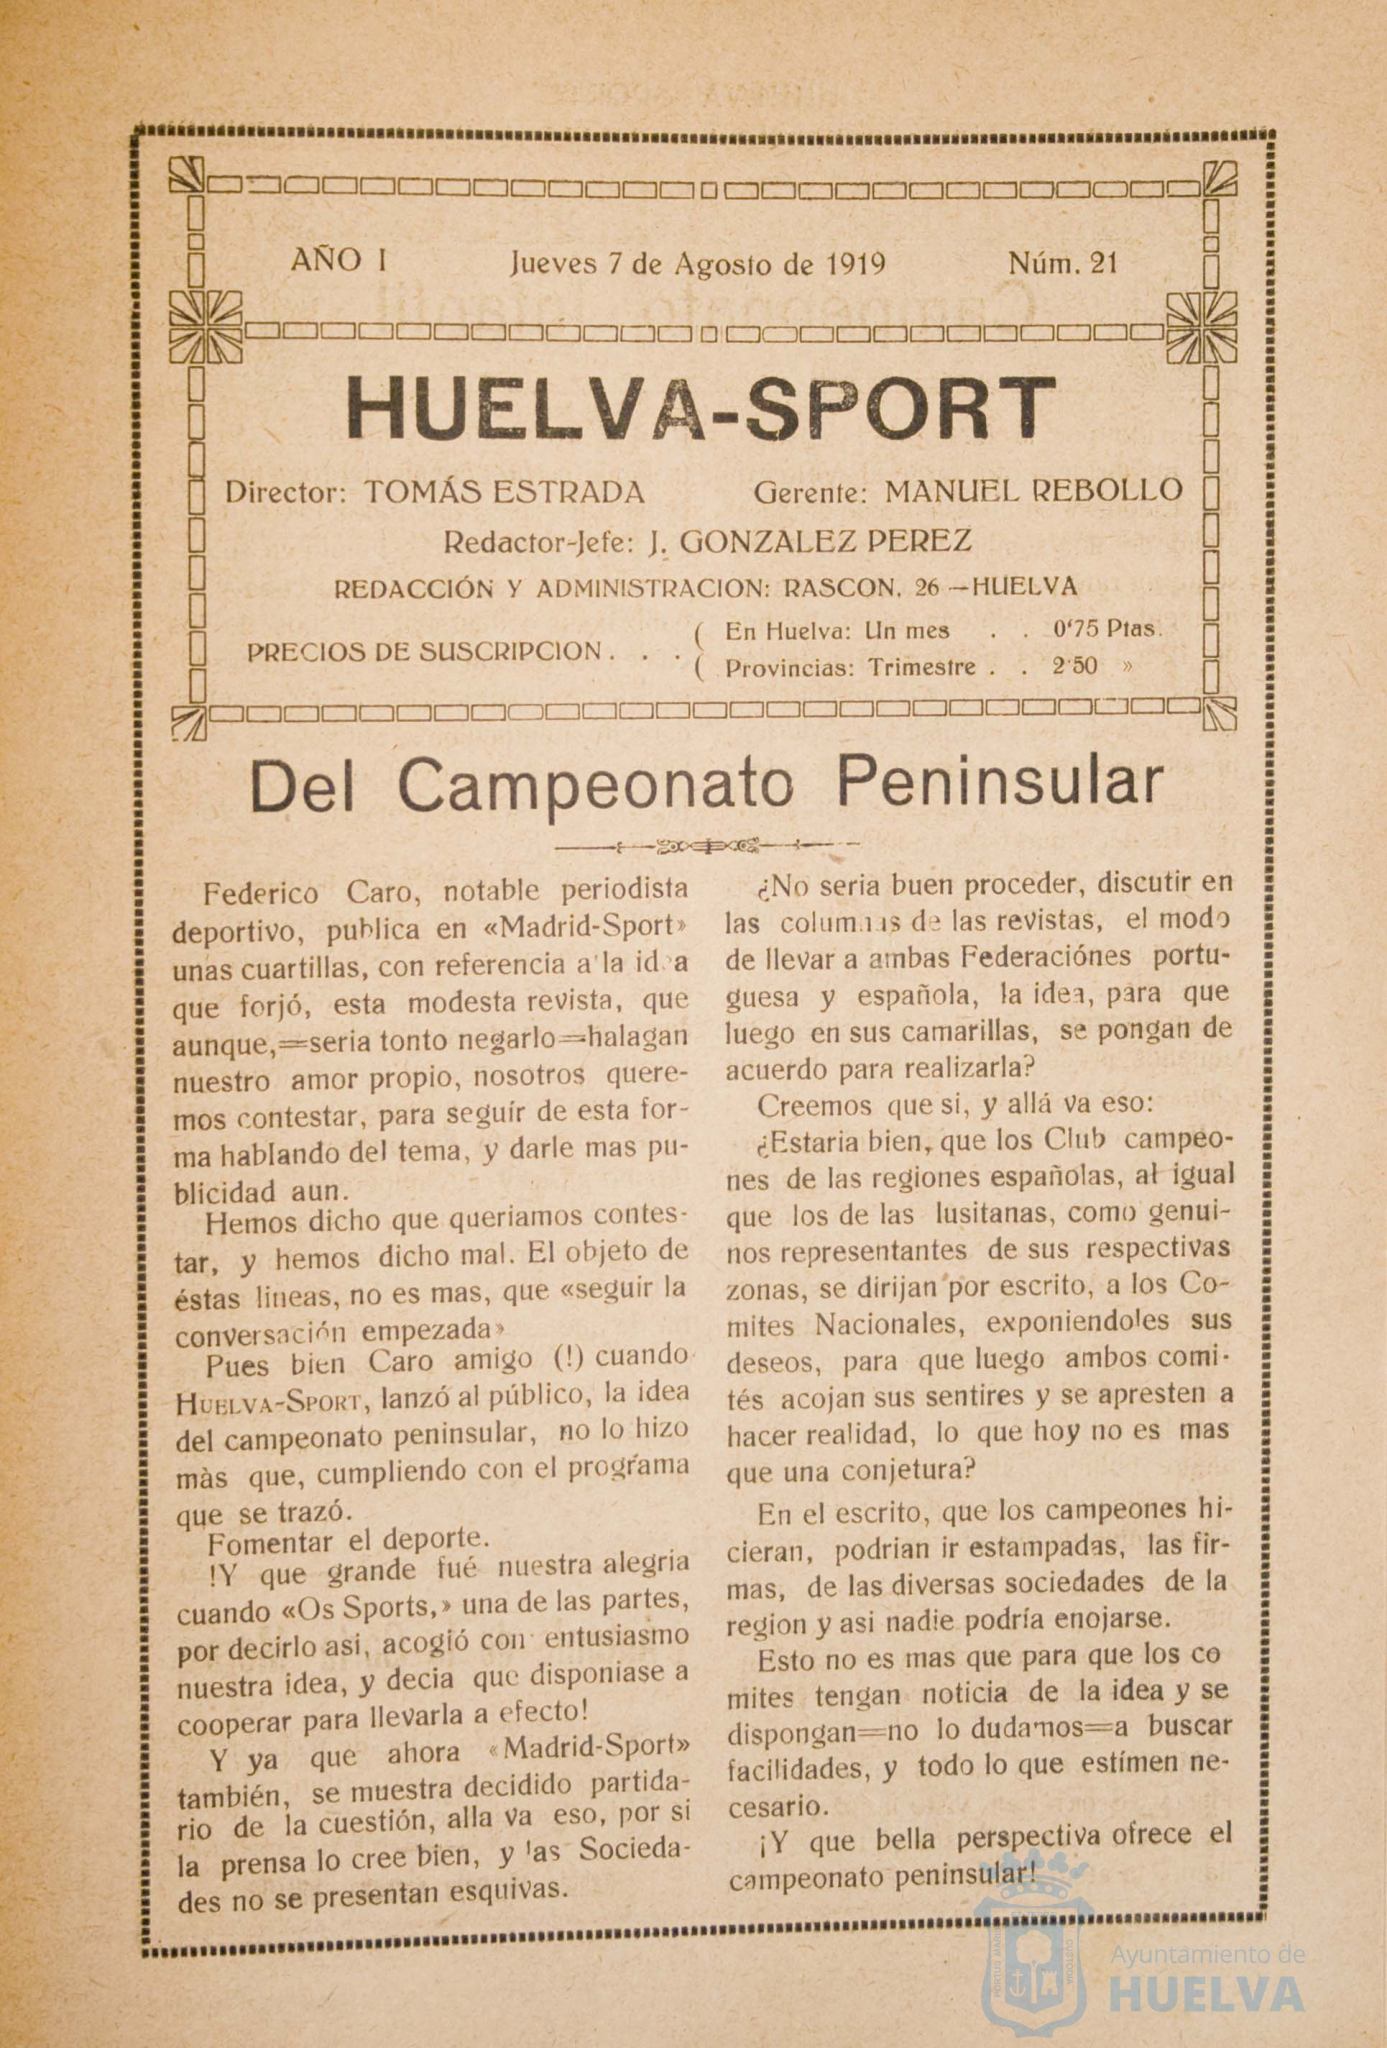 AÑO I Jueves 7 de Agosto de 1919 Núm. 21
HUELVA-SPORT
Director: TOMÁS ESTRADA Gerente: MANUEL REBOLLO
Redactor-Jefe: J. GONZALEZ PEREZ
REDACCIÓN Y ADMINISTRACION: RASCON, 26 —HUELVA
PRECIOS DE SUSCRIPCION . . . ( En Huelva: Un mes . . 0'75 Ptas.
( Provincias: Trimestre . . 2'50 »
Del Campeonato Peninsular
Federico Caro, notable periodista
deportivo, publica en «Madrid-Sport»
unas cuartillas, con referencia a la idea
que forjó, esta modesta revista, que
aunque,=seria tonto negarlo=halagan
nuestro amor propio, nosotros quere-
mos contestar, para seguír de esta for-
ma hablando del tema, y darle mas pu-
blicidad aun.
Hemos dicho que queriamos contes-
tar, y hemos dicho mal. El objeto de
éstas lineas, no es mas, que «seguir la
conversación empezada»
Pues bien Caro amigo (!) cuando
HUELVA-SPORT, lanzó al público, la idea
del campeonato peninsular, no lo hizo
màs que, cumpliendo con el programa
que se trazó.
Fomentar el deporte.
!Y que grande fué nuestra alegria
cuando «Os Sports,» una de las partes,
por decirlo asi, acogió con entusiasmo
nuestra idea, y decia que disponiase a
cooperar para llevarla a efecto!
Y ya que ahora «Madrid-Sport»
también, se muestra decidido partida-
rio de la cuestión, alla va eso, por si
la prensa lo cree bien, y las Socieda-
des no se presentan esquivas.
¿No seria buen proceder, discutir en
las columnas de las revistas, el modo
de llevar a ambas Federaciónes portu-
guesa y española, la idea, para que
luego en sus camarillas, se pongan de
acuerdo para realizarla?
Creemos que si, y allá va eso:
¿Estaria bien, que los Club campeo-
nes de las regiones españolas, al igual
que los de las lusitanas, como genui-
nos representantes de sus respectivas
zonas, se dirijan por escrito, a los Co-
mites Nacionales, exponiendoles sus
deseos, para que luego ambos comi-
tés acojan sus sentires y se apresten a
hacer realidad, lo que hoy no es mas
que una conjetura?
En el escrito, que los campeones hi-
cieran, podrian ir estampadas, las fir-
mas, de las diversas sociedades de la
region y asi nadie podría enojarse.
Esto no es mas que para que los co
mites tengan noticia de la idea y se
dispongan=no lo dudamos=a buscar
facilidades, y todo lo que estímen ne-
cesario.
¡Y que bella perspectiva ofrece el
campeonato peninsular!
Ayuntamiento de
HUELVA